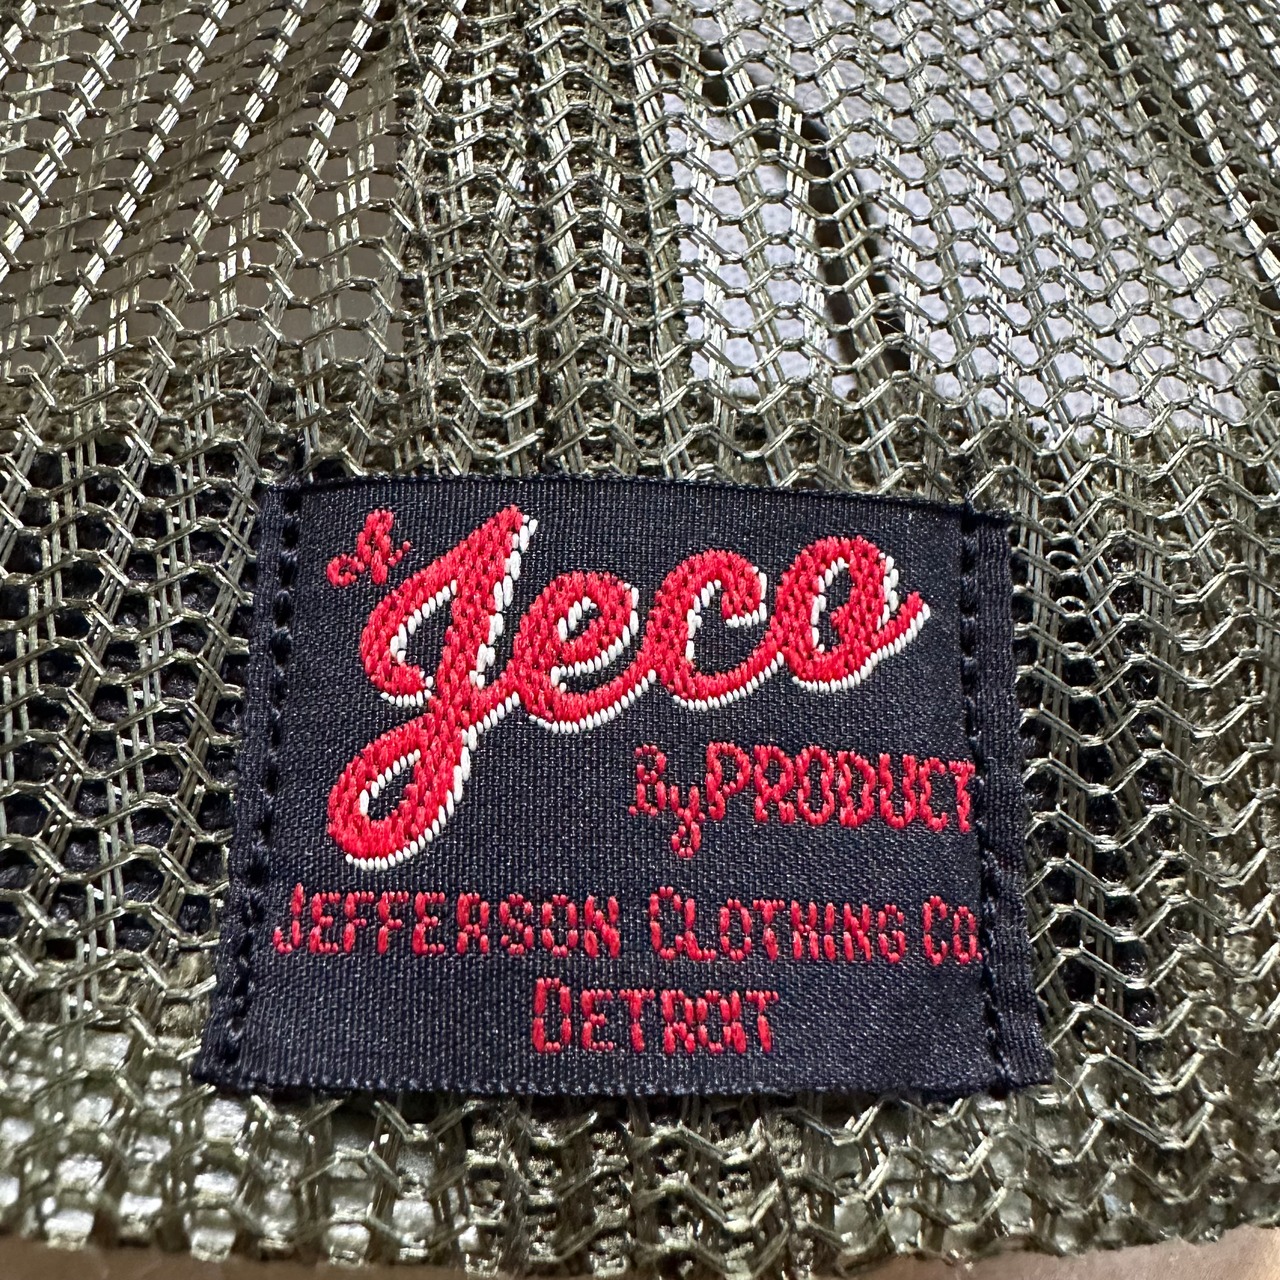 A Jeco
By PRODUCT
JEFFERSON CLOTHING CO.
DETROIT